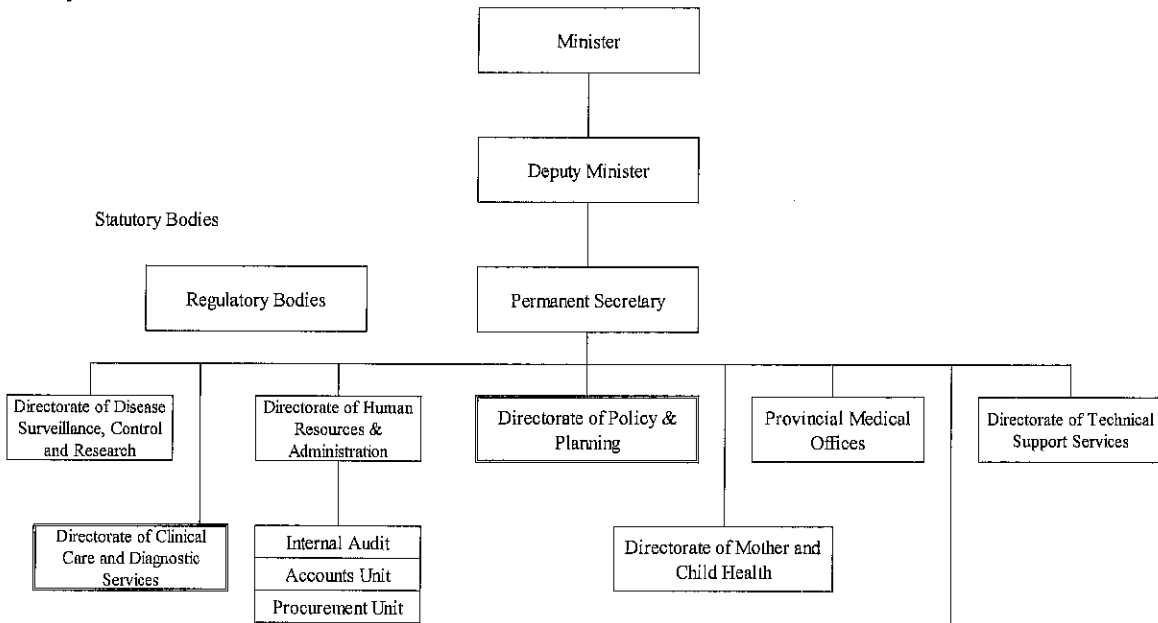 Minister
Deputy Minister
Statutory Bodies
Regulatory Bodies
Permanent Secretary
Directorate of Disease
Surveillance, Control
and Research
Directorate of Human
Resources &
Administration
Directorate of Policy &
Planning
Provincial Medical
Offices
Directorate of Technical
Support Services
Directorate of Clinical
Care and Diagnostic
Services
Internal Audit
Accounts Unit
Procurement Unit
Directorate of Mother and
Child Health